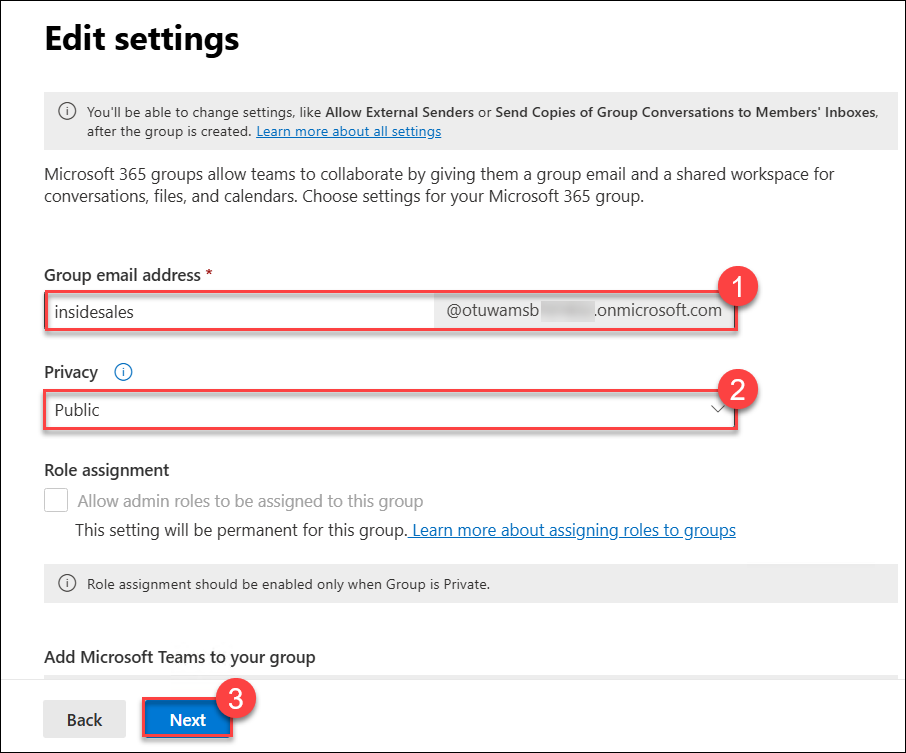 Edit settings
You'll be able to change settings, like Allow External Senders or Send Copies of Group Conversations to Members' Inboxes,
after the group is created. Learn more about all settings
Microsoft 365 groups allow teams to collaborate by giving them a group email and a shared workspace for
conversations, files, and calendars. Choose settings for your Microsoft 365 group.
Group email address *
1
insidesales @otuwamsb .onmicrosoft.com
Privacy
2
Public
Role assignment
Allow admin roles to be assigned to this group
This setting will be permanent for this group. Learn more about assigning roles to groups
Role assignment should be enabled only when Group is Private.
Add Microsoft Teams to your group
3
Back Next